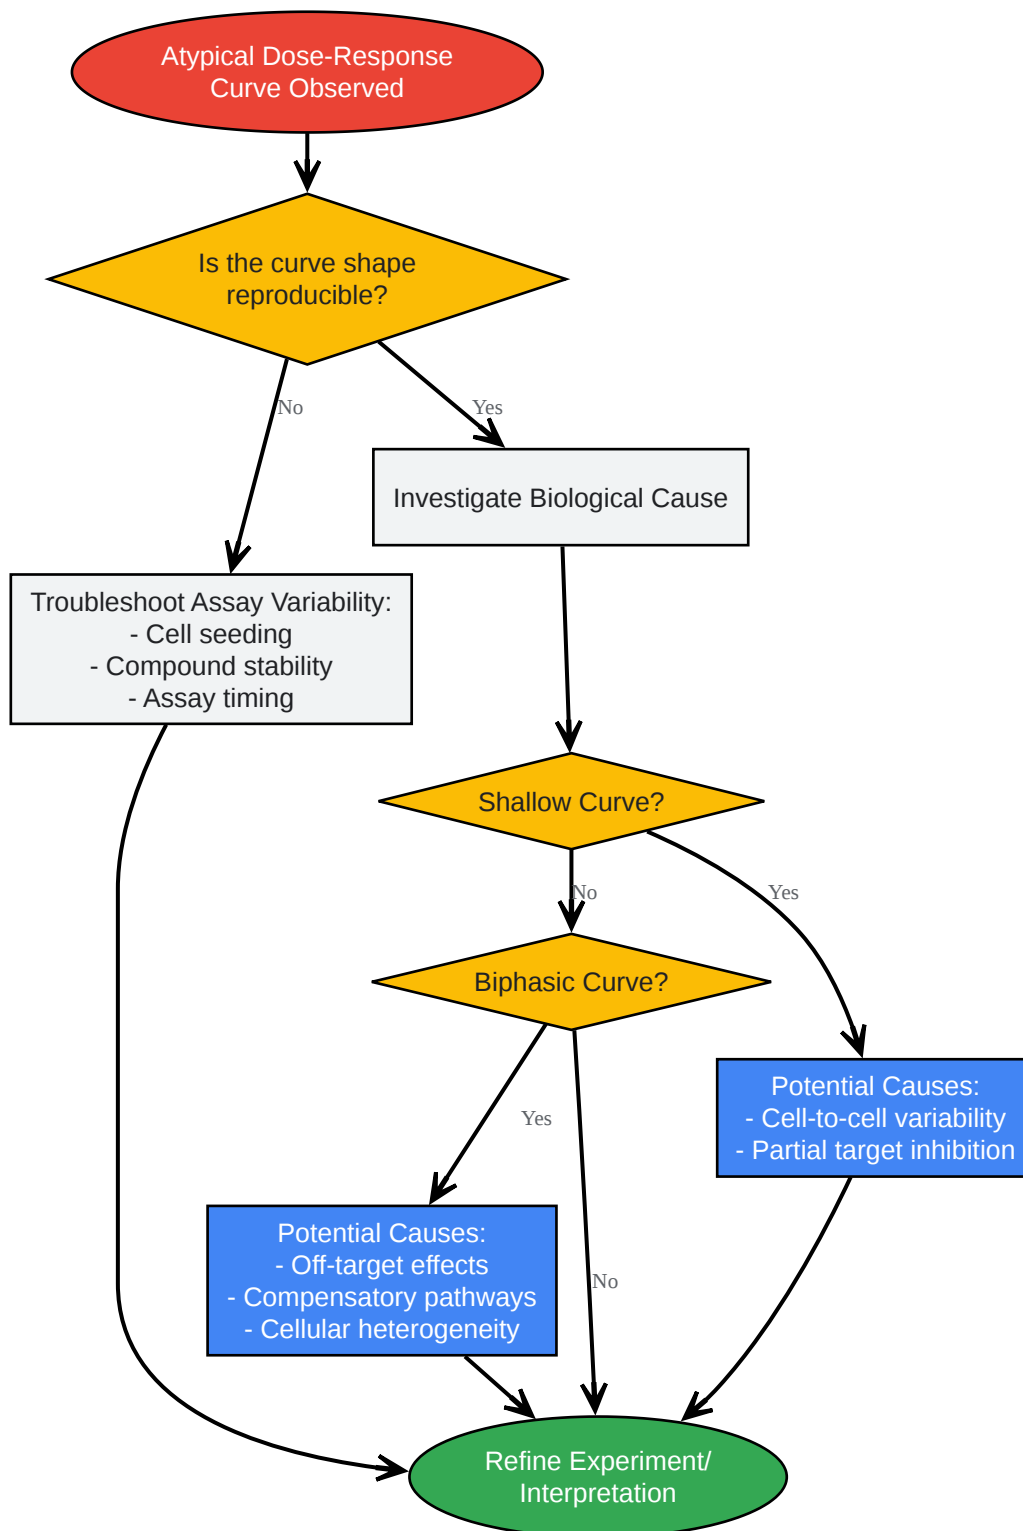 Atypical Dose-Response
Curve Observed
Is the curve shape
reproducible?
No
Yes
Investigate Biological Cause
Troubleshoot Assay Variability:
- Cell seeding
- Compound stability
- Assay timing
Shallow Curve?
No
Yes
Biphasic Curve?
Potential Causes:
- Cell-to-cell variability
- Partial target inhibition
Yes
Potential Causes:
- Off-target effects
- Compensatory pathways
- Cellular heterogeneity
No
Refine Experiment/
Interpretation